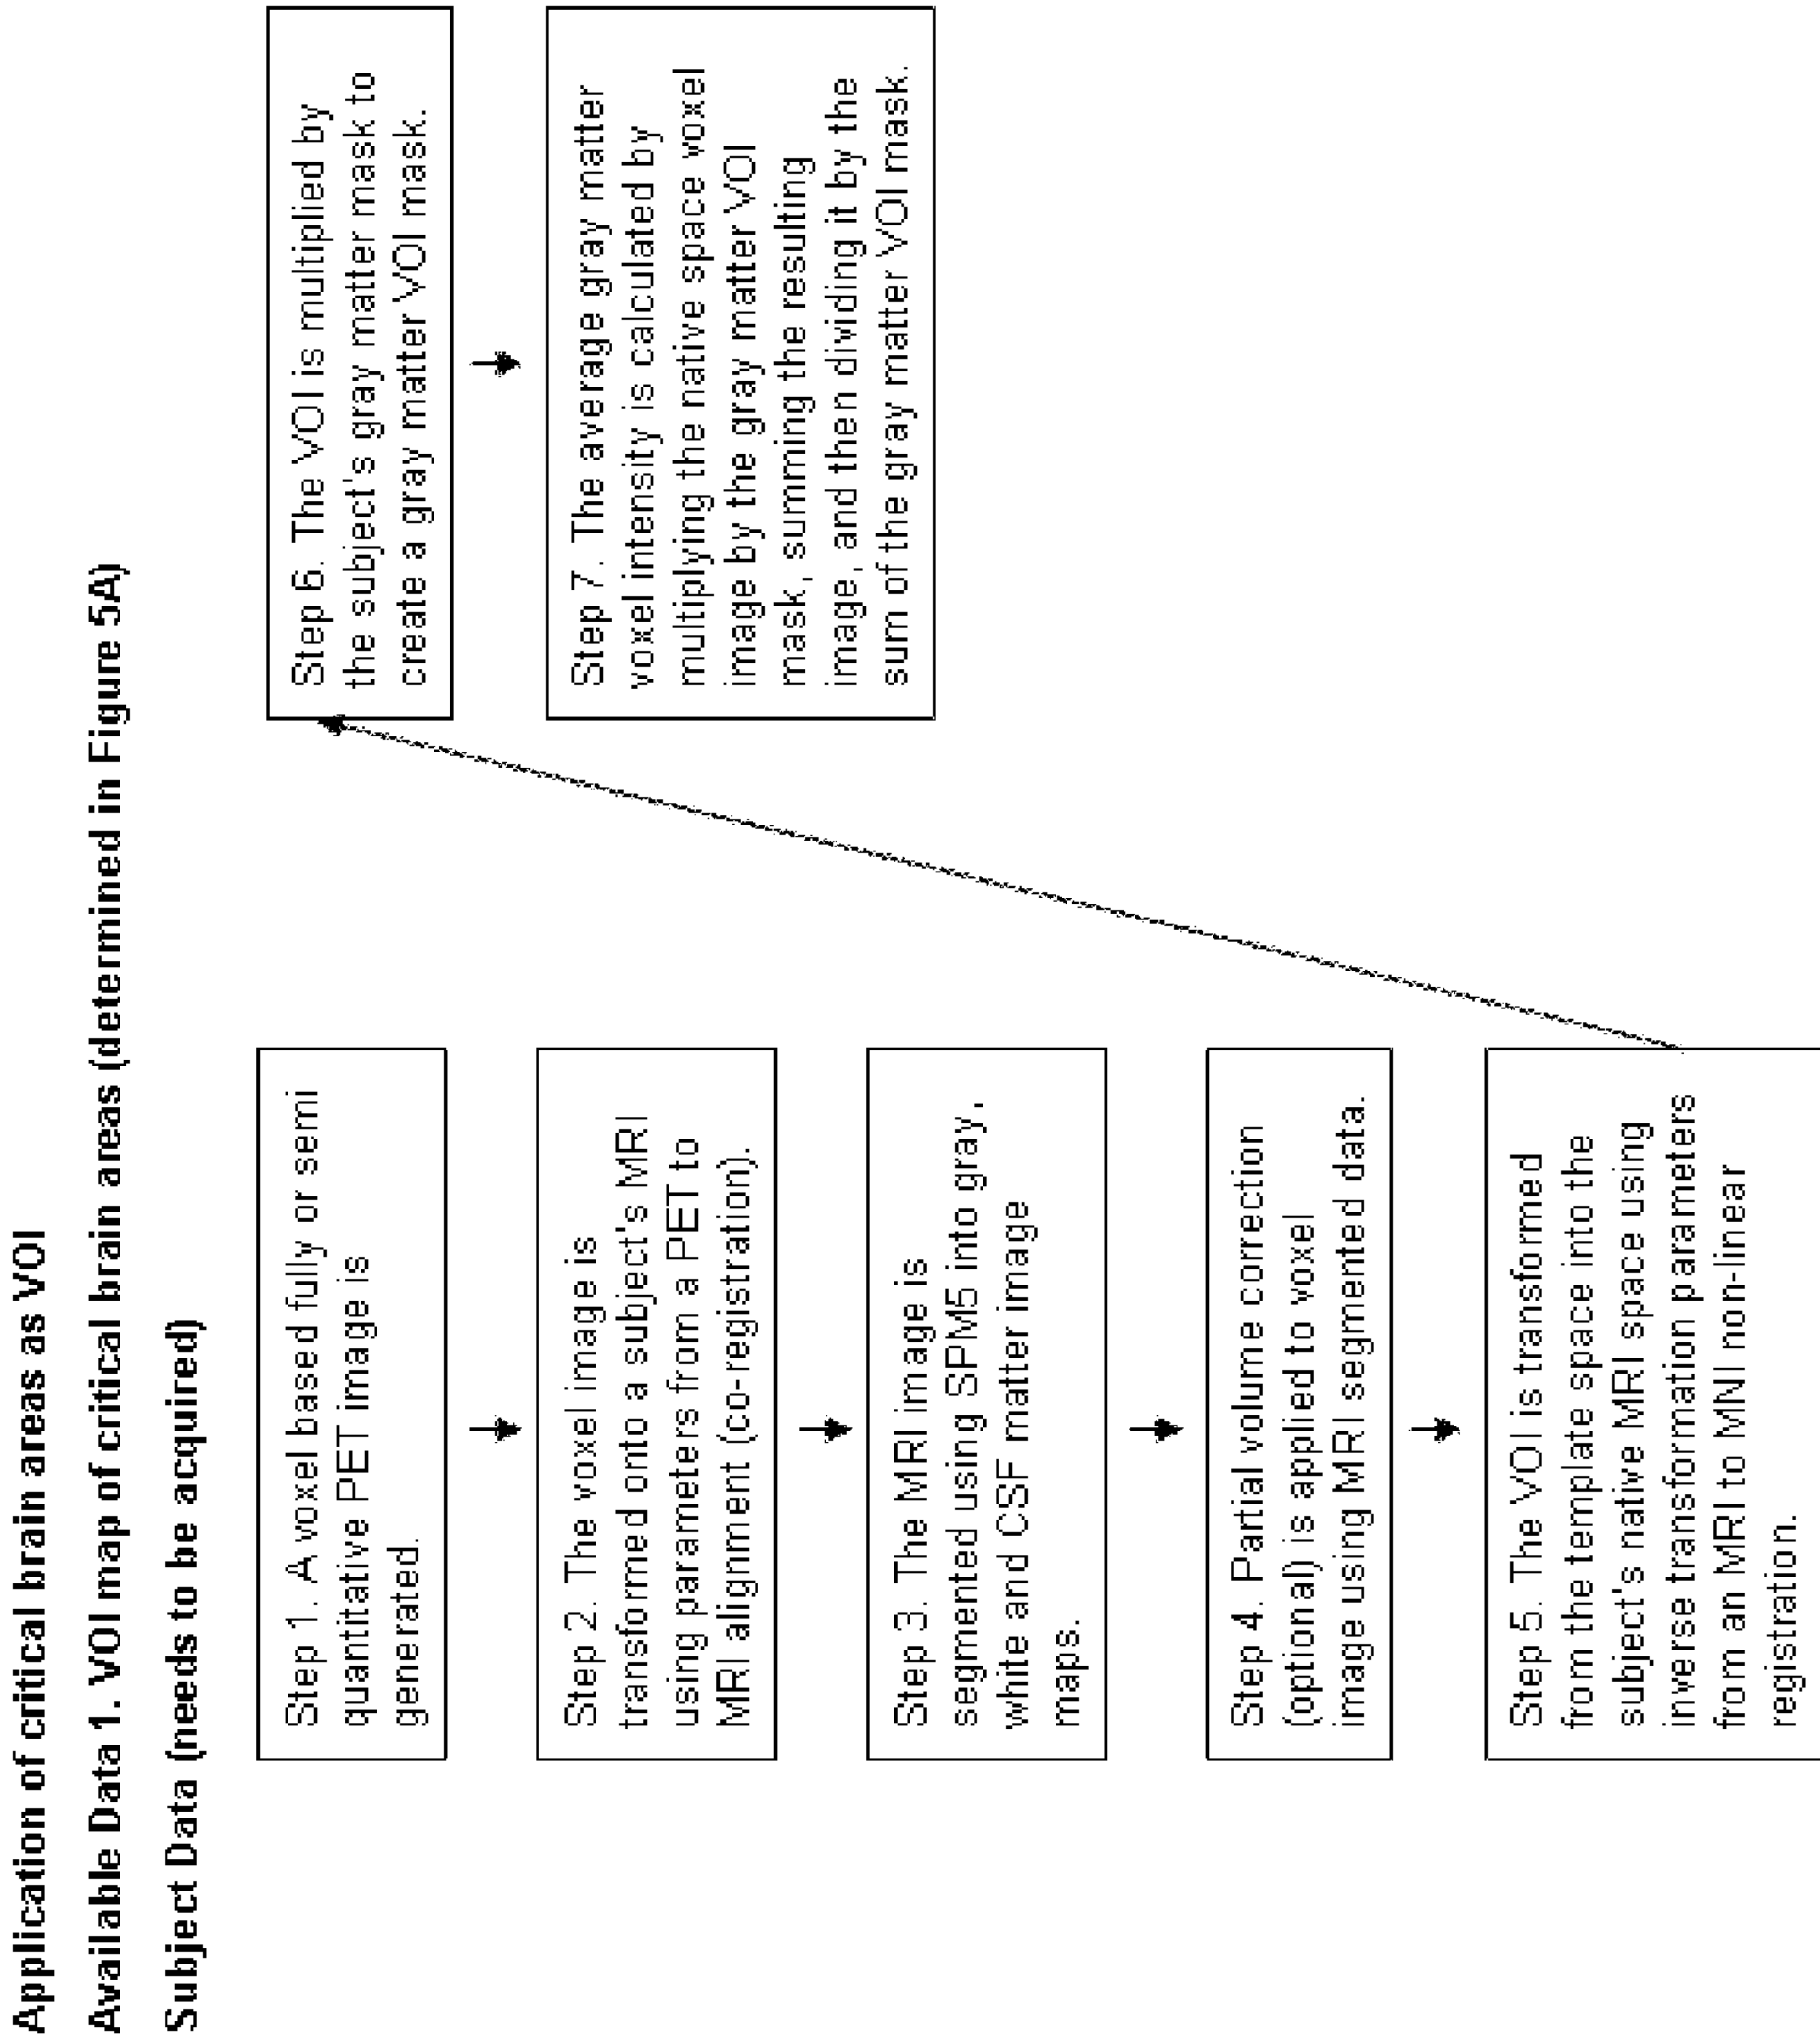 Application of critical brain areas as VOI
Available Data 1. VOI map of critical brain areas (determined in Figure 5A)
Subject Data (needs to be acquired)
Step 1. A voxel based fully or semi
quantitative PET image is
generated.
Step 2. The voxel image is
transformed onto a subject's MRI
using parameters from a PET to
MRI alignment (co-registration).
Step 3. The MRI image is
segmented using SPM5 into gray,
white and CSF matter image
maps.
Step 4. Partial volume correction
(optional) is applied to voxel
image using MRI segmented data.
Step 5. The VOI is transformed
from the template space into the
subject's native MRI space using
inverse transformation parameters
from an MRI to MNI non-linear
registration.
Step 6. The VOI is multiplied by
the subject's gray matter mask to
create a gray matter VOI mask.
Step 7. The average gray matter
voxel intensity is calculated by
multiplying the native space voxel
image by the gray matter VOI
mask, summing the resulting
image, and then dividing it by the
sum of the gray matter VOI mask.